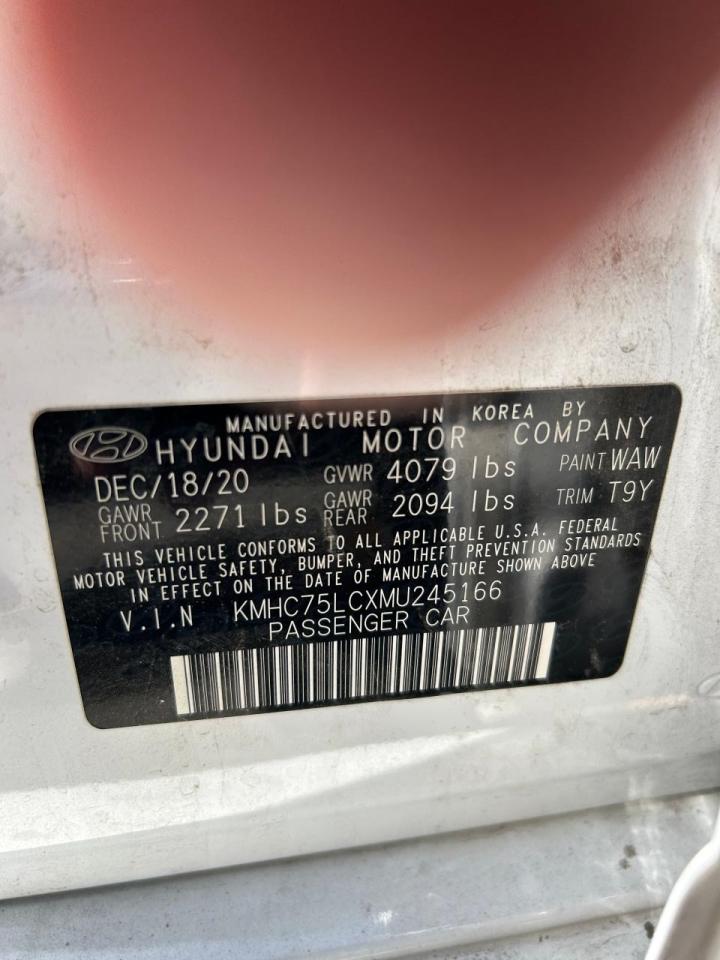 MANUFACTURED IN KOREA BY
HYUNDAI MOTOR COMPANY
DEC/18/20 GVWR 4079 lbs PAINT WAW
GAWR FRONT 2271 lbs GAWR REAR 2094 lbs TRIM T9Y
THIS VEHICLE CONFORMS TO ALL APPLICABLE U.S.A. FEDERAL
MOTOR VEHICLE SAFETY, BUMPER, AND THEFT PREVENTION STANDARDS
IN EFFECT ON THE DATE OF MANUFACTURE SHOWN ABOVE
V.I.N KMHC75LCXMU245166
PASSENGER CAR